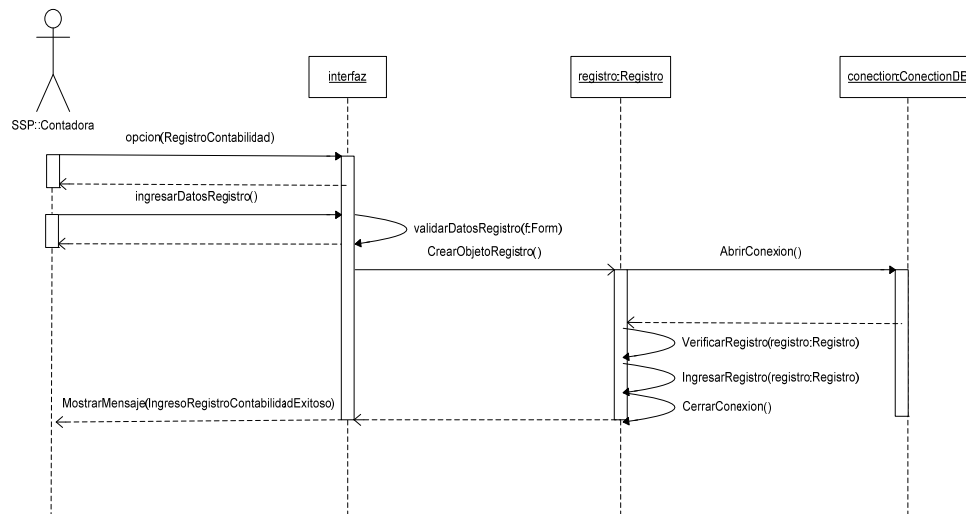 interfaz
registro:Registro
conection:ConectionDB
SSP::Contadora
opcion(RegistroContabilidad)
ingresarDatosRegistro()
validarDatosRegistro(f:Form)
CrearObjetoRegistro()
AbrirConexion()
VerificarRegistro(registro:Registro)
IngresarRegistro(registro:Registro)
MostrarMensaje(IngresoRegistroContabilidadExitoso)
CerrarConexion()